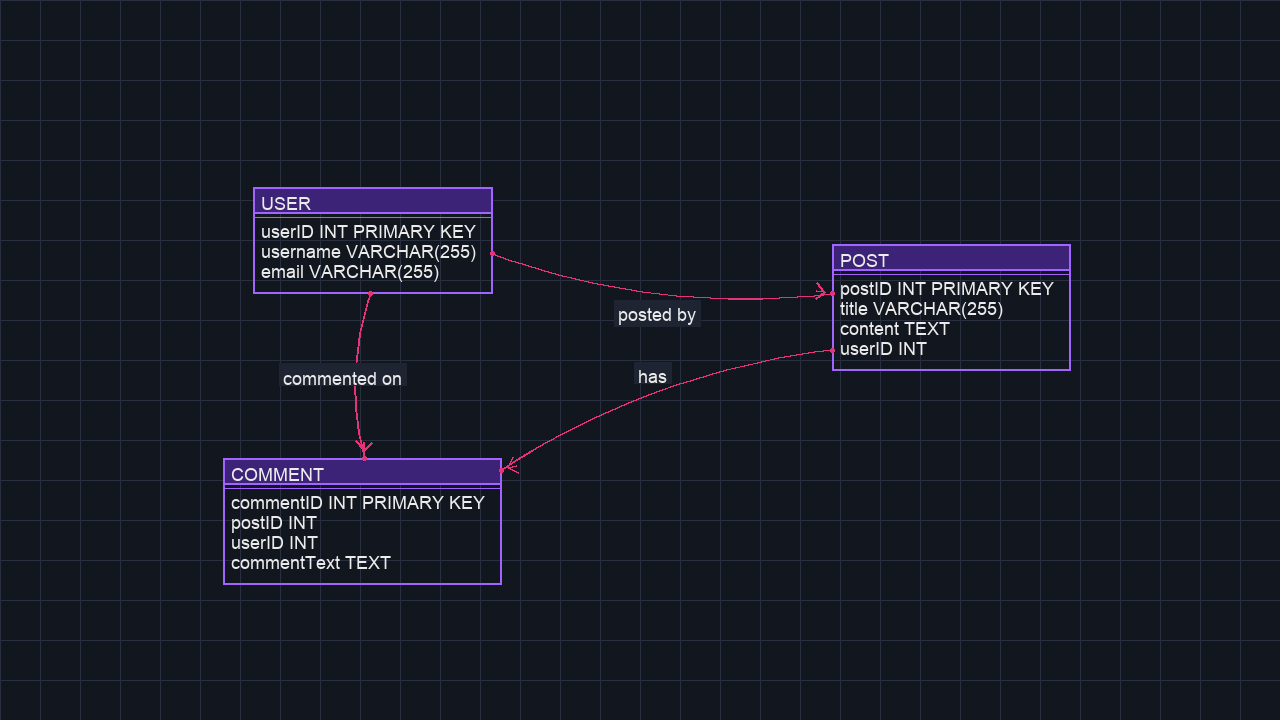 USER
userID INT PRIMARY KEY
username VARCHAR(255)
email VARCHAR(255)
POST
postID INT PRIMARY KEY
title VARCHAR(255)
content TEXT
userID INT
posted by
has
commented on
COMMENT
commentID INT PRIMARY KEY
postID INT
userID INT
commentText TEXT